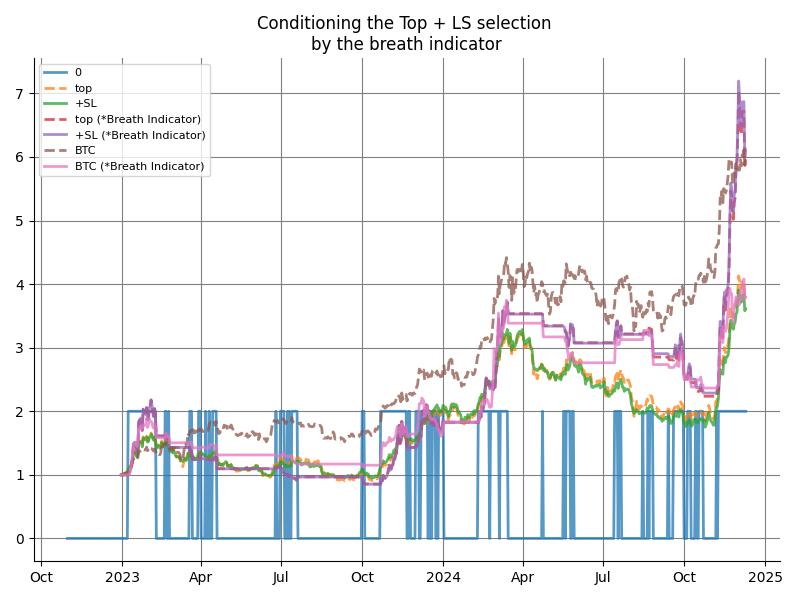 Conditioning the Top + LS selection
by the breath indicator
0
top
+SL
top (*Breath Indicator)
+SL (*Breath Indicator)
BTC
BTC (*Breath Indicator)
7
6
5
4
3
2
1
0
Oct
2023
Apr
Jul
Oct
2024
Apr
Jul
Oct
2025